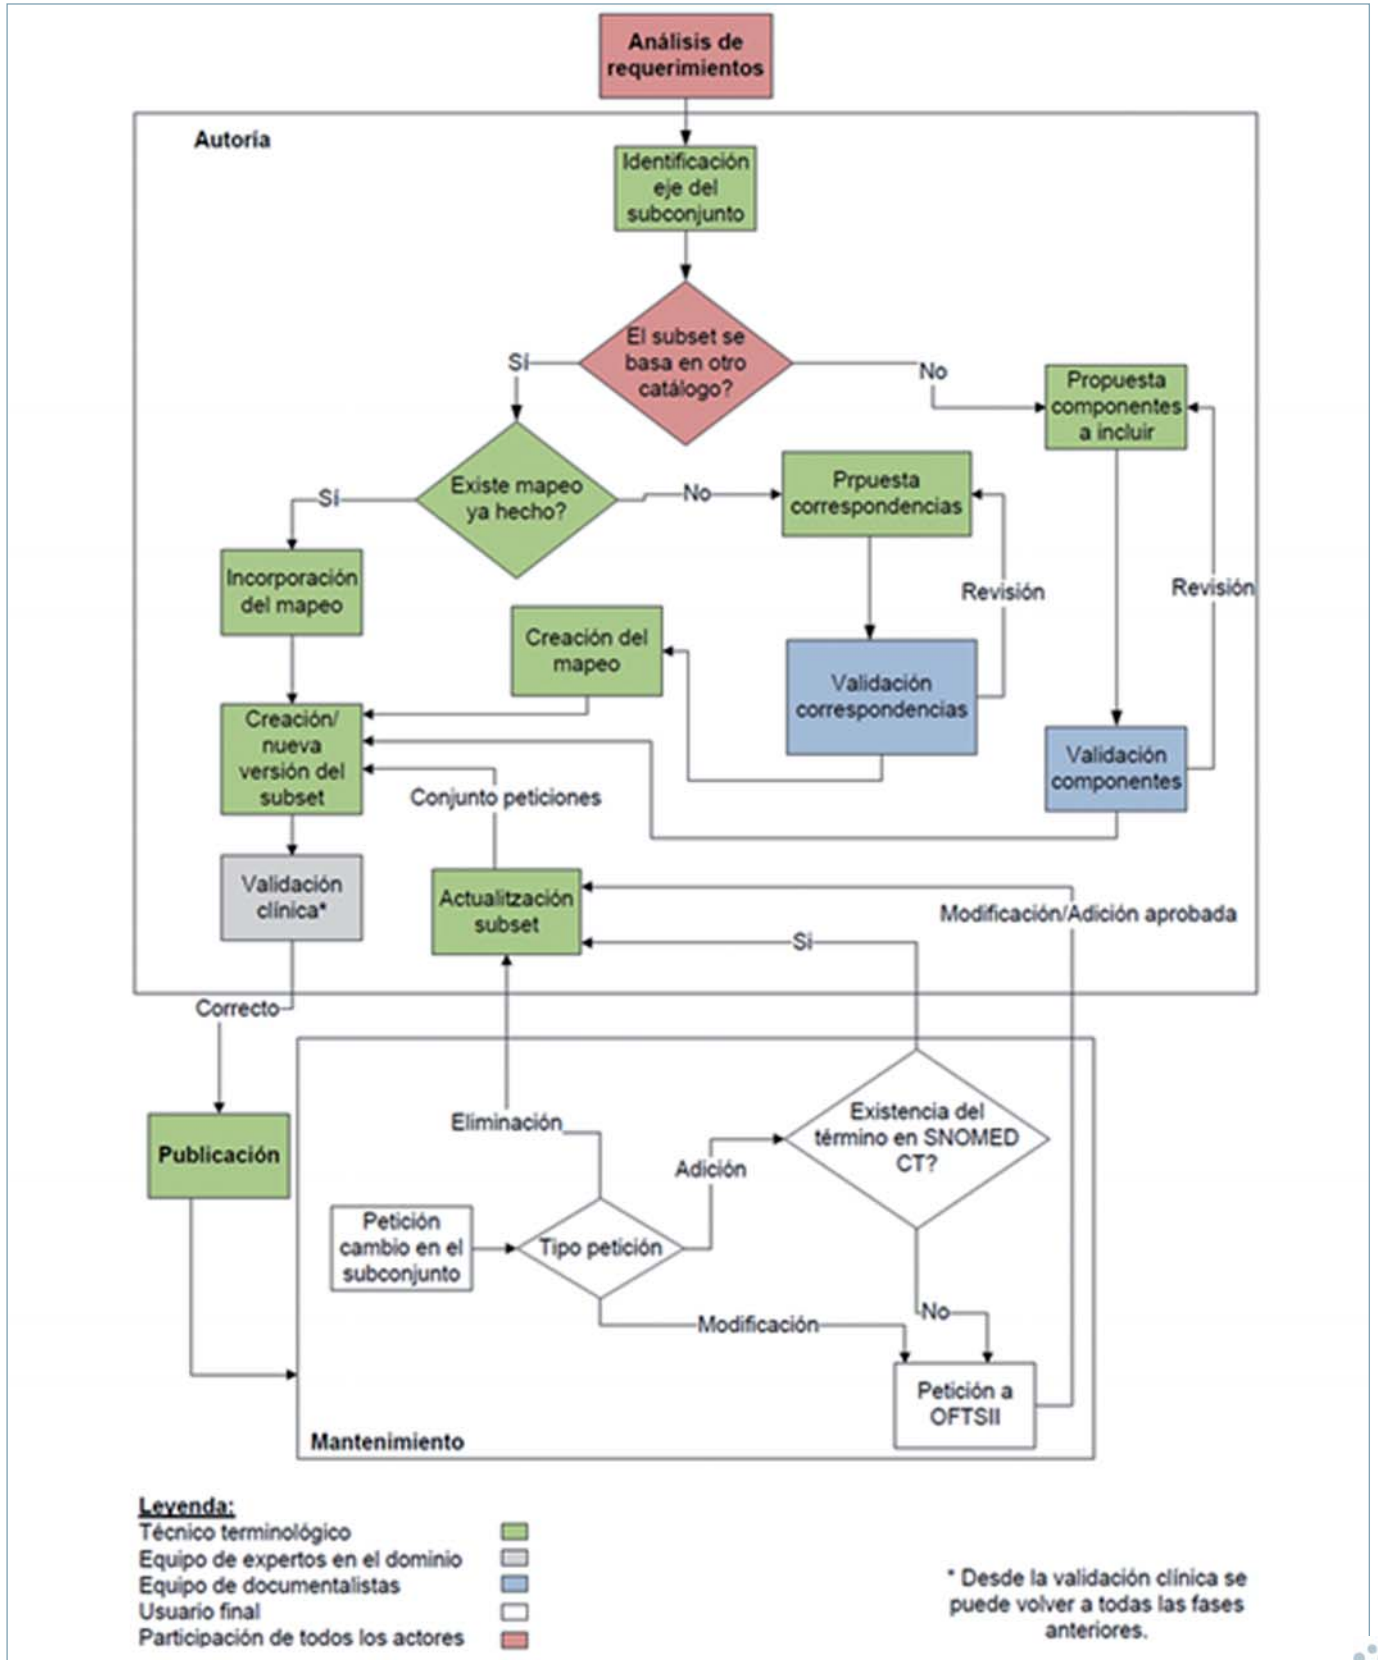 Análisis de
requerimientos
Autoría
Identificación
eje del
subconjunto
El subset se
basa en otro
catálogo?
Sí
No
Propuesta
componentes
a incluir
Existe mapeo
ya hecho?
Sí
No
Prpuesta
correspondencias
Incorporación
del mapeo
Revisión
Revisión
Creación del
mapeo
Validación
correspondencias
Creación/
nueva
versión del
subset
Validación
componentes
Conjunto peticiones
Validación
clínica*
Actualitzación
subset
Modificación/Adición aprobada
Si
Correcto
Eliminación
Existencia del
término en SNOMED
CT?
Publicación
Adición
Petición
cambio en el
subconjunto
Tipo petición
Modificación
No
Petición a
OFTSII
Mantenimiento
Leyenda:
Técnico terminológico
Equipo de expertos en el dominio
Equipo de documentalistas
Usuario final
Participación de todos los actores
* Desde la validación clínica se
puede volver a todas las fases
anteriores.